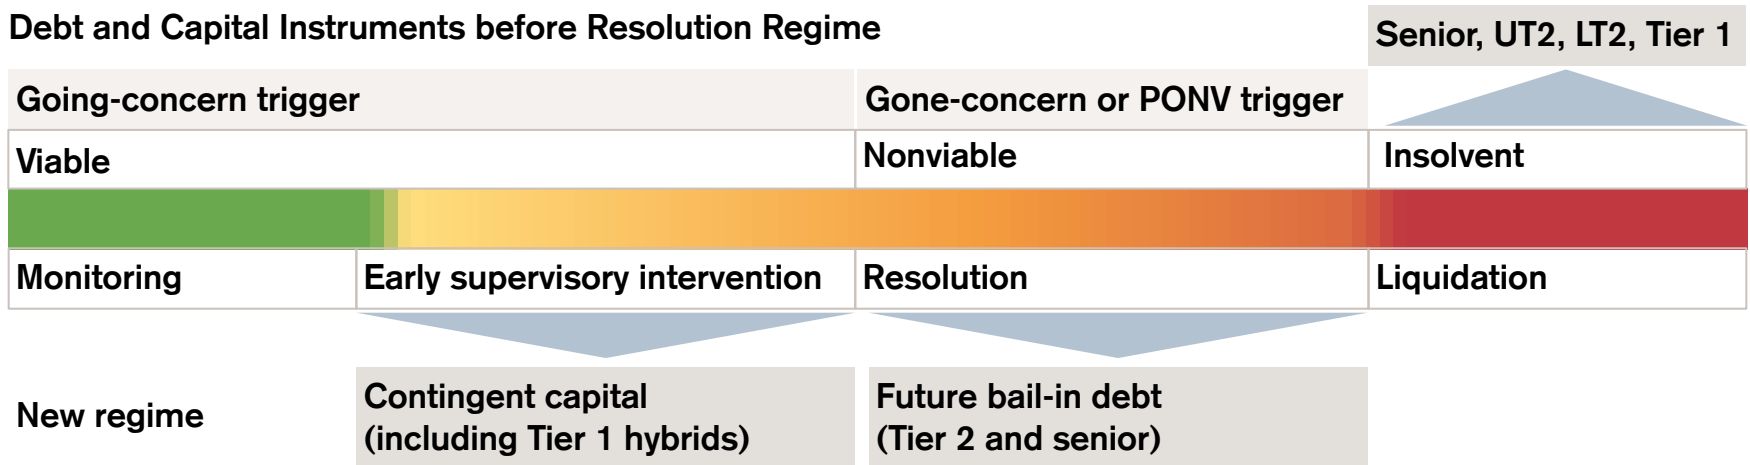 Debt and Capital Instruments before Resolution Regime
Senior, UT2, LT2, Tier 1
Going-concern trigger
Gone-concern or PONV trigger
Viable
Nonviable
Insolvent
Monitoring
Early supervisory intervention
Resolution
Liquidation
New regime
Contingent capital
(including Tier 1 hybrids)
Future bail-in debt
(Tier 2 and senior)